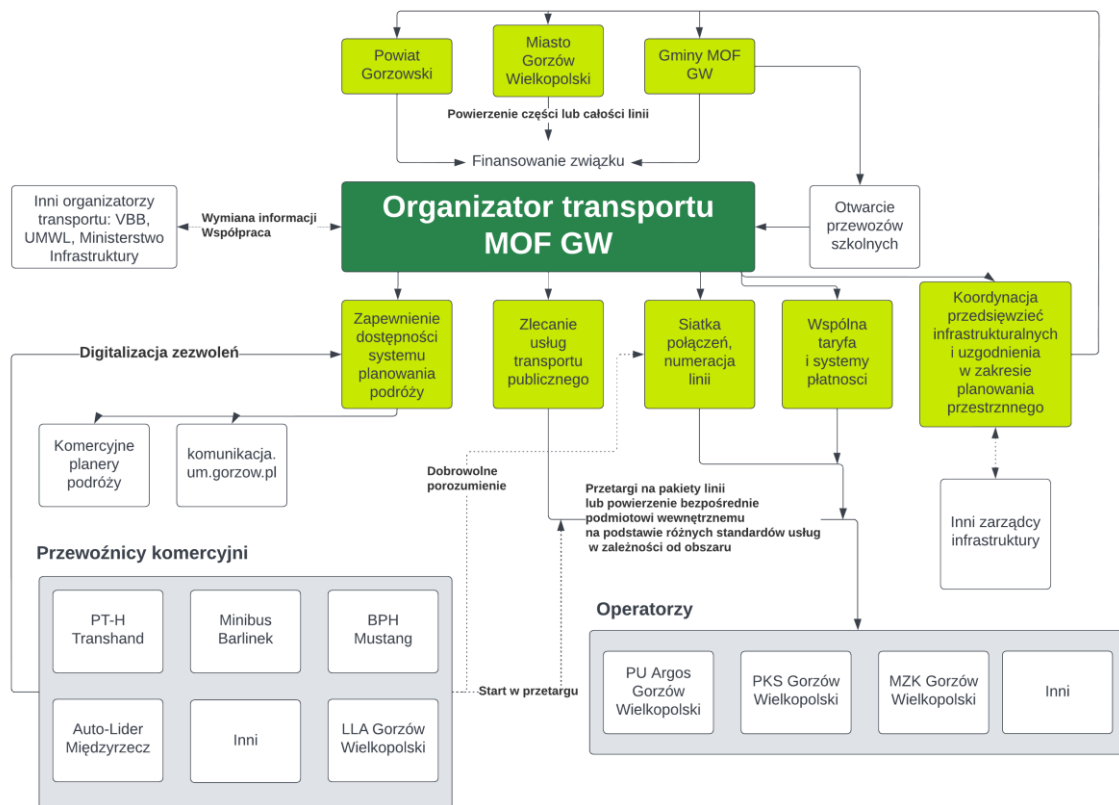 Powiat
Gorzowski
Miasto
Gorzów
Wielkopolski
Gminy MOF
GW
Powierzenie części lub całości linii
Finansowanie związku
Inni organizatorzy
transportu: VBB,
UMWL, Ministerstwo
Infrastruktury
Wymiana informacji
Współpraca
Organizator transportu
MOF GW
Otwarcie
przewozów
szkolnych
Zapewnienie
dostępności
systemu
planowania
podróży
Zlecanie
usług
transportu
publicznego
Siatka
połączeń,
numeracja
linii
Wspólna
taryfa
i systemy
płatnosci
Koordynacja
przedsięwzieć
infrastrukturalnych
i uzgodnienia
w zakresie
planowania
przestrznnego
Digitalizacja zezwoleń
Komercyjne
planery
podróży
komunikacja.
um.gorzow.pl
Dobrowolne
porozumienie
Przetargi na pakiety linii
lub powierzenie bezpośrednie
podmiotowi wewnętrznemu
na podstawie różnych standardów usług
w zależności od obszaru
Inni zarządcy
infrastruktury
Przewoźnicy komercyjni
PT-H
Transhand
Minibus
Barlinek
BPH
Mustang
Auto-Lider
Międzyrzecz
Inni
LLA Gorzów
Wielkopolski
Start w przetargu
Operatorzy
PU Argos
Gorzów
Wielkopolski
PKS Gorzów
Wielkopolski
MZK Gorzów
Wielkopolski
Inni